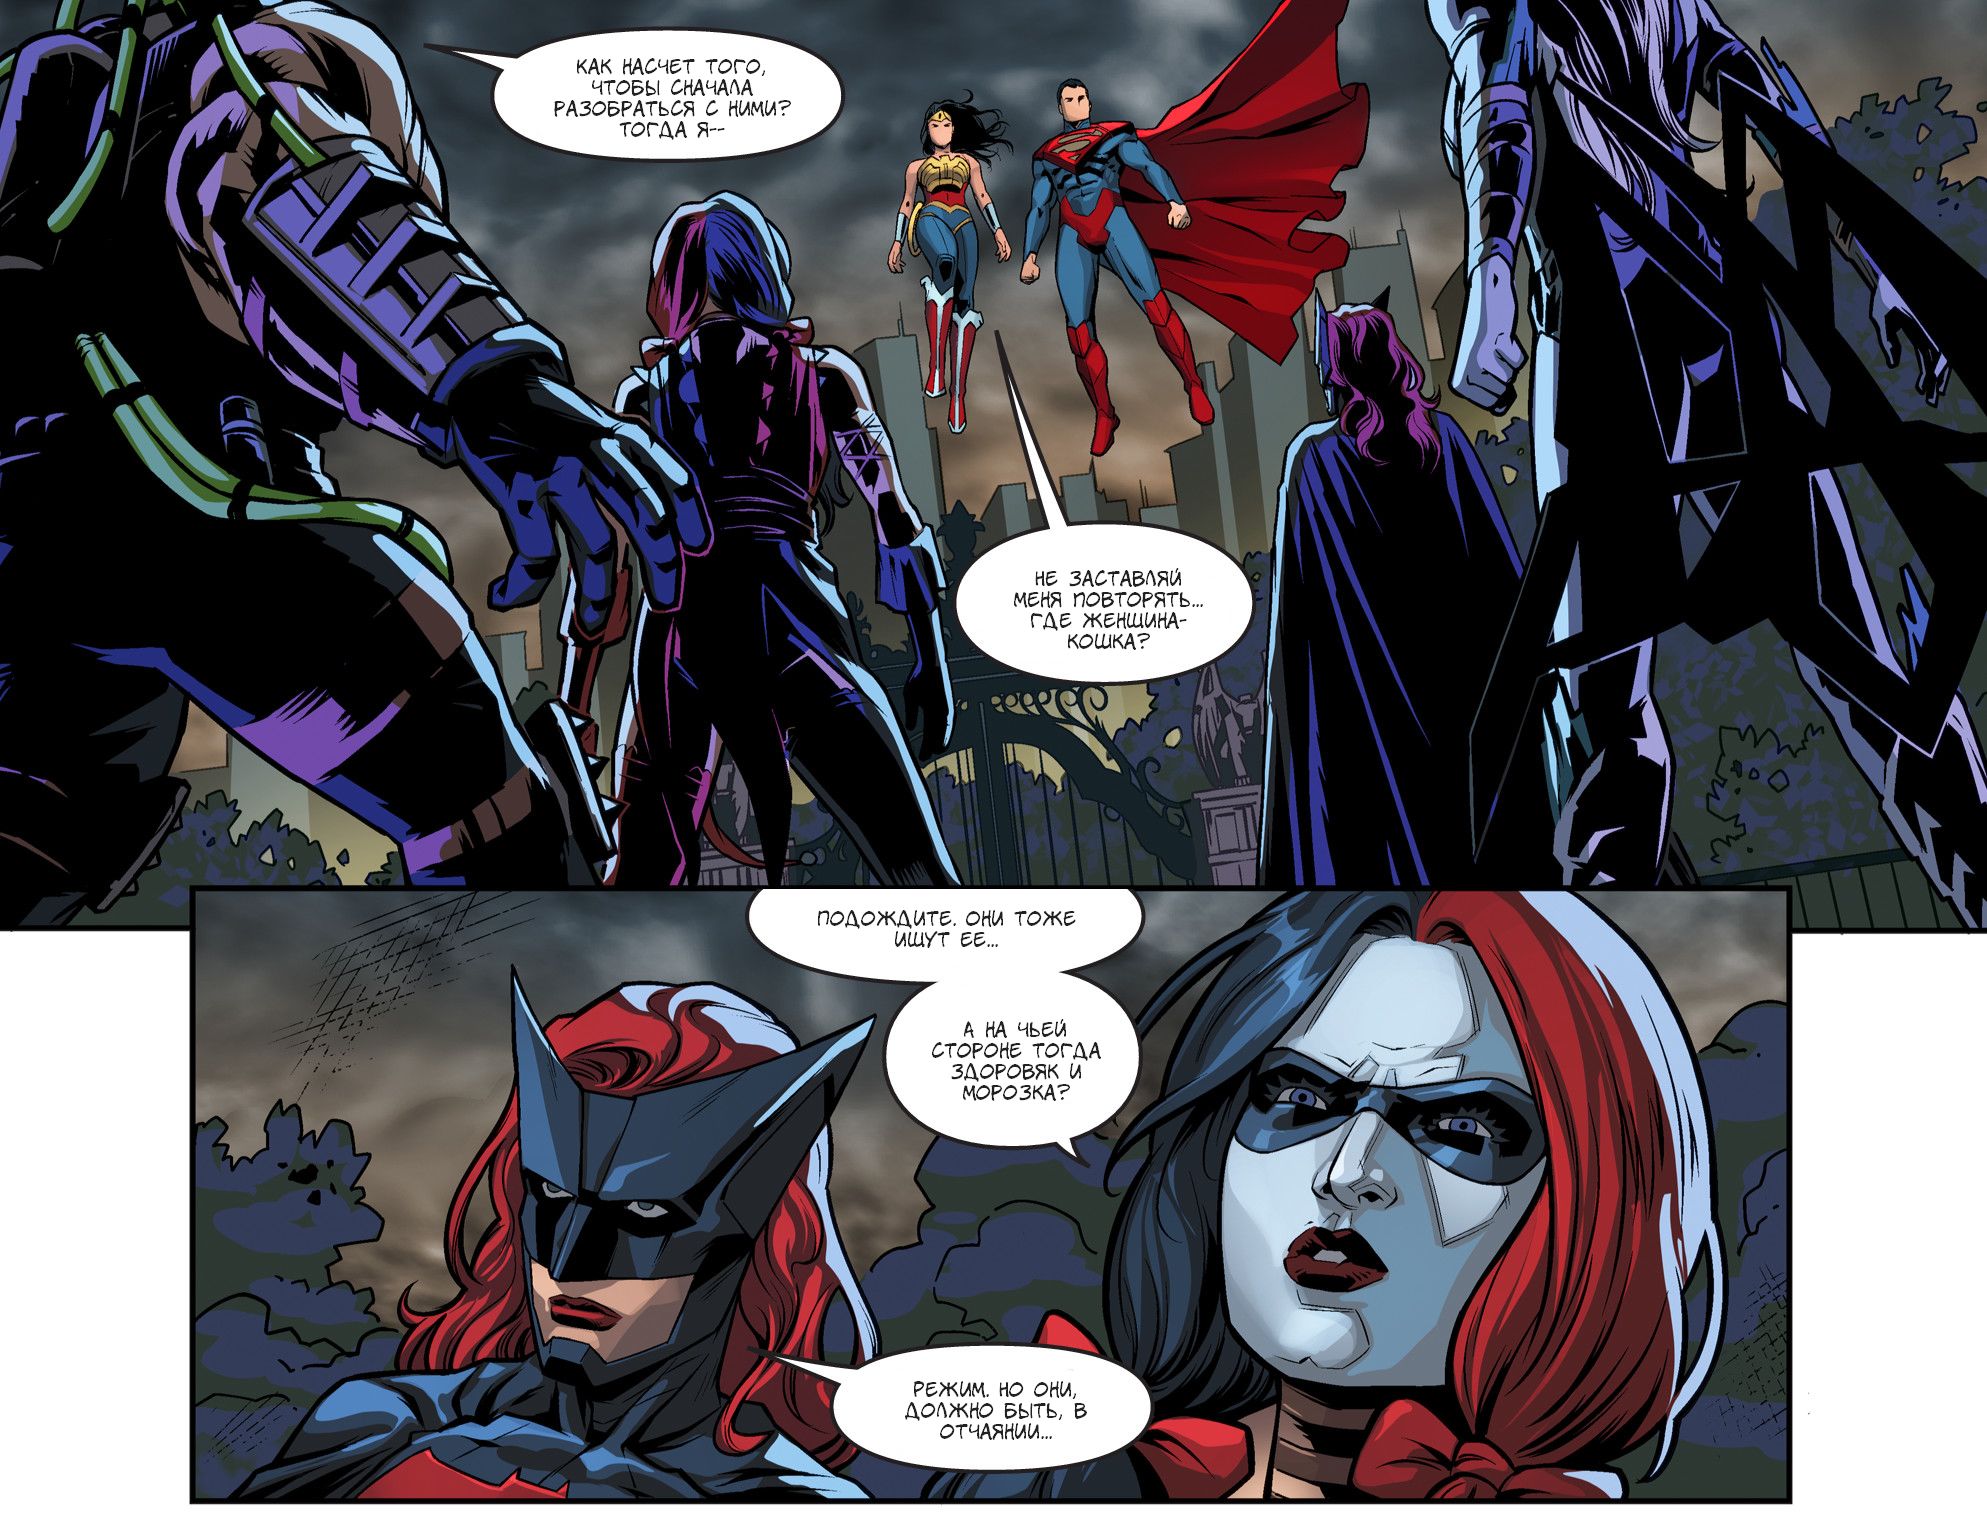 КАК НАСЧЕТ ТОГО,
ЧТОБЫ СНАЧАЛА
РАЗОБРАТЬСЯ С НИМИ?
ТОГДА Я--
НЕ ЗАСТАВЛЯЙ
МЕНЯ ПОВТОРЯТЬ...
ГДЕ ЖЕНЩИНА-
КОШКА?
ПОДОЖДИТЕ. ОНИ ТОЖЕ
ИЩУТ ЕЕ...
А НА ЧЬЕЙ
СТОРОНЕ ТОГДА
ЗДОРОВЯК И
МОРОЗКА?
РЕЖИМ. НО ОНИ,
ДОЛЖНО БЫТЬ, В
ОТЧАЯНИИ...